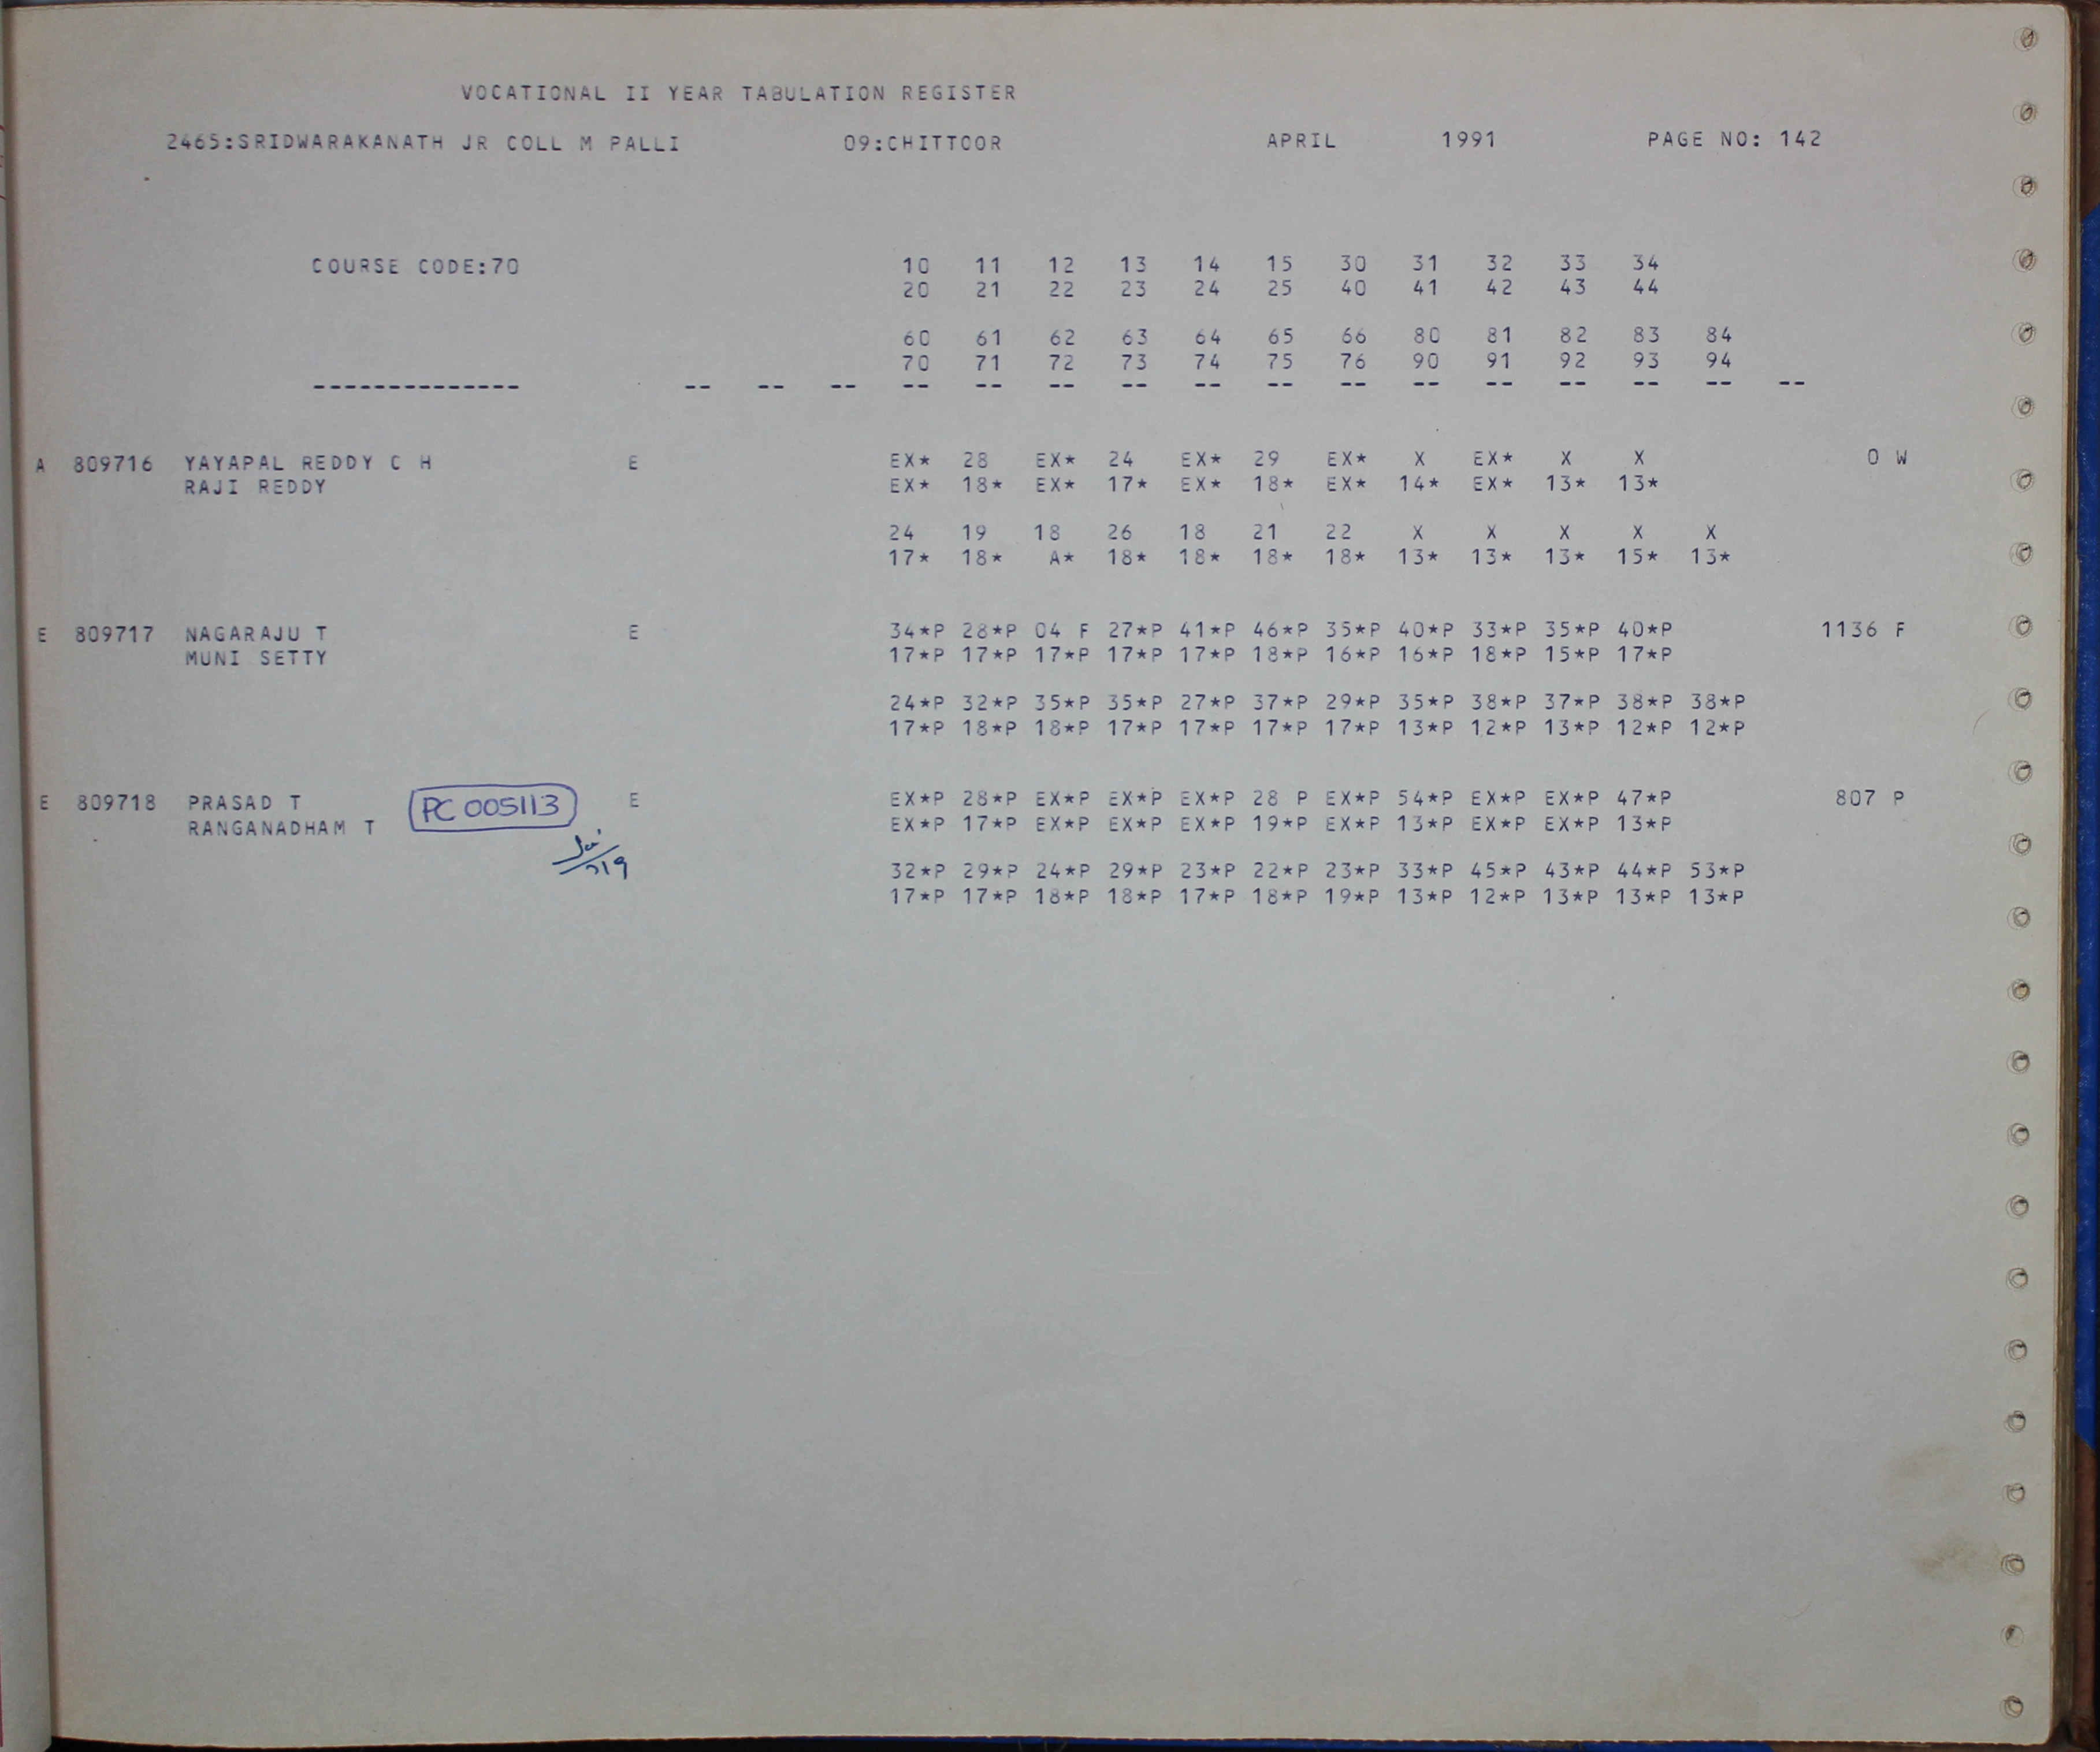 VOCATIONAL II YEAR TABULATION REGISTER
2465:SRIDWARAKANATH JR COLL M PALLI 09:CHITTOOR APRIL 1991 PAGE NO: 142
COURSE CODE:70 10 11 12 13 14 15 30 31 32 33 34
20 21 22 23 24 25 40 41 42 43 44
60 61 62 63 64 65 66 80 81 82 83 84
70 71 72 73 74 75 76 90 91 92 93 94
-------------- -- -- -- -- -- -- -- -- -- -- -- -- -- -- -- --
A 809716 YAYAPAL REDDY C H E EX* 28 EX* 24 EX* 29 EX* X EX* X X 0 W
RAJI REDDY EX* 18* EX* 17* EX* 18* EX* 14* EX* 13* 13*
24 19 18 26 18 21 22 X X X X X
17* 18* A* 18* 18* 18* 18* 13* 13* 13* 15* 13*
E 809717 NAGARAJU T E 34*P 28*P 04 F 27*P 41*P 46*P 35*P 40*P 33*P 35*P 40*P 1136 F
MUNI SETTY 17*P 17*P 17*P 17*P 17*P 18*P 16*P 16*P 18*P 15*P 17*P
24*P 32*P 35*P 35*P 27*P 37*P 29*P 35*P 38*P 37*P 38*P 38*P
17*P 18*P 18*P 17*P 17*P 17*P 17*P 13*P 12*P 13*P 12*P 12*P
E 809718 PRASAD T PC 005113 E EX*P 28*P EX*P EX*P EX*P 28 P EX*P 54*P EX*P EX*P 47*P 807 P
RANGANADHAM T EX*P 17*P EX*P EX*P EX*P 19*P EX*P 13*P EX*P EX*P 13*P
32*P 29*P 24*P 29*P 23*P 22*P 23*P 33*P 45*P 43*P 44*P 53*P
17*P 17*P 18*P 18*P 17*P 18*P 19*P 13*P 12*P 13*P 13*P 13*P